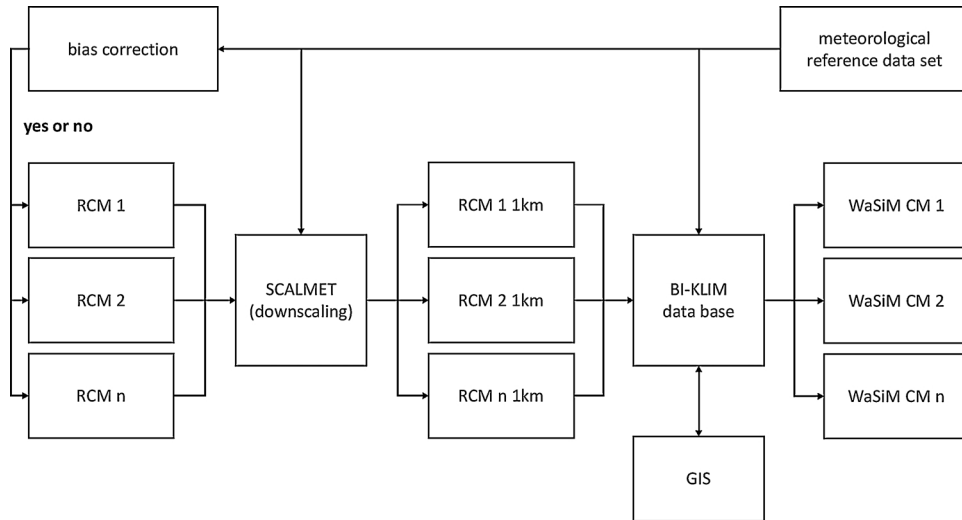 bias correction
meteorological
reference data set
yes or no
RCM 1
RCM 2
RCM n
SCALMET
(downscaling)
RCM 1 1km
RCM 2 1km
RCM n 1km
BI-KLIM
data base
GIS
WaSiM CM 1
WaSiM CM 2
WaSiM CM n